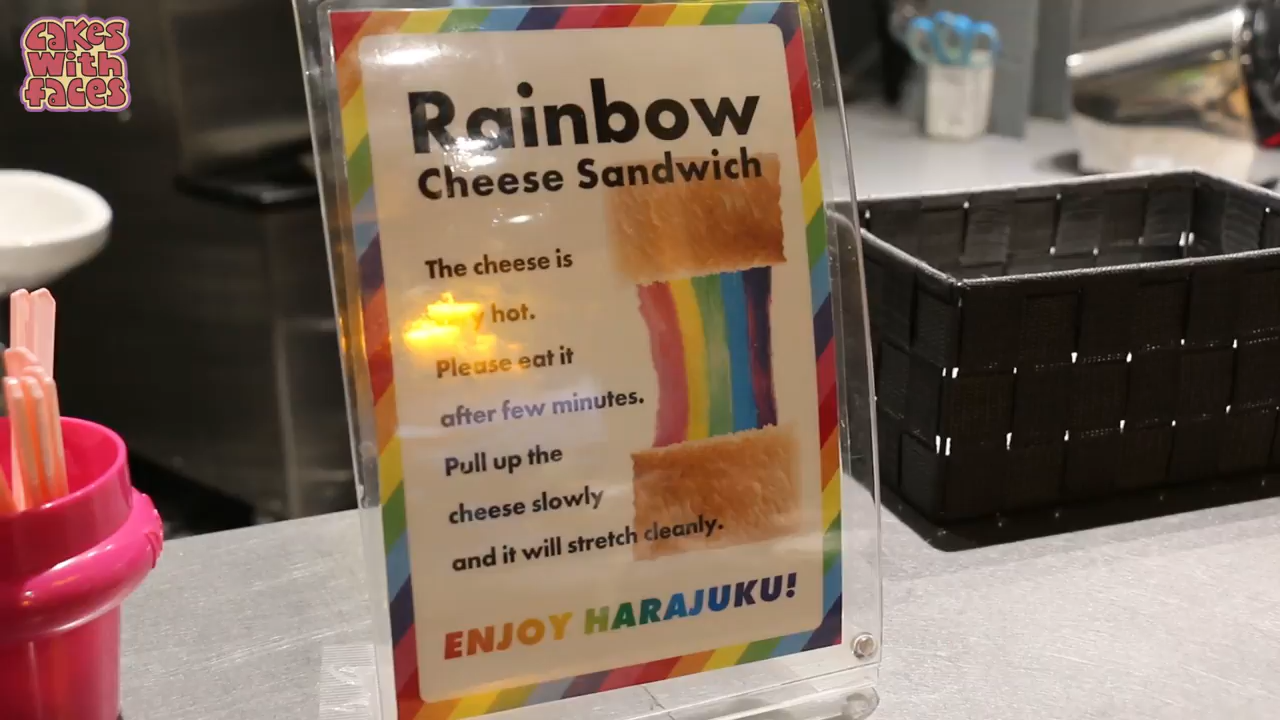 cakes
with
faces
Rainbow
Cheese Sandwich
The cheese is
hot.
Please eat it
after few minutes.
Pull up the
cheese slowly
and it will stretch cleanly.
ENJOY HARAJUKU!